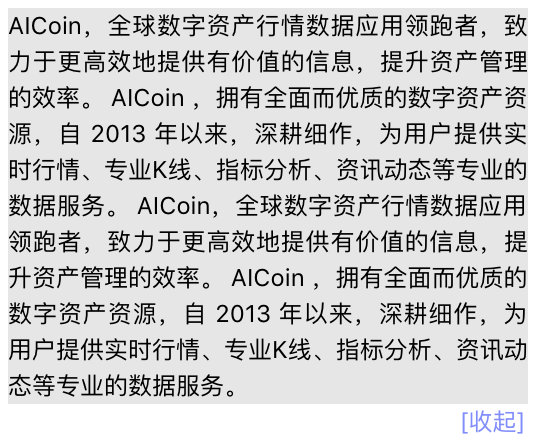 AICoin，全球数字资产行情数据应用领跑者，致
力于更高效地提供有价值的信息，提升资产管理
的效率。 AICoin ，拥有全面而优质的数字资产资
源，自 2013 年以来，深耕细作，为用户提供实
时行情、专业K线、指标分析、资讯动态等专业的
数据服务。 AICoin，全球数字资产行情数据应用
领跑者，致力于更高效地提供有价值的信息，提
升资产管理的效率。 AICoin ，拥有全面而优质的
数字资产资源，自 2013 年以来，深耕细作，为
用户提供实时行情、专业K线、指标分析、资讯动
态等专业的数据服务。
[收起]